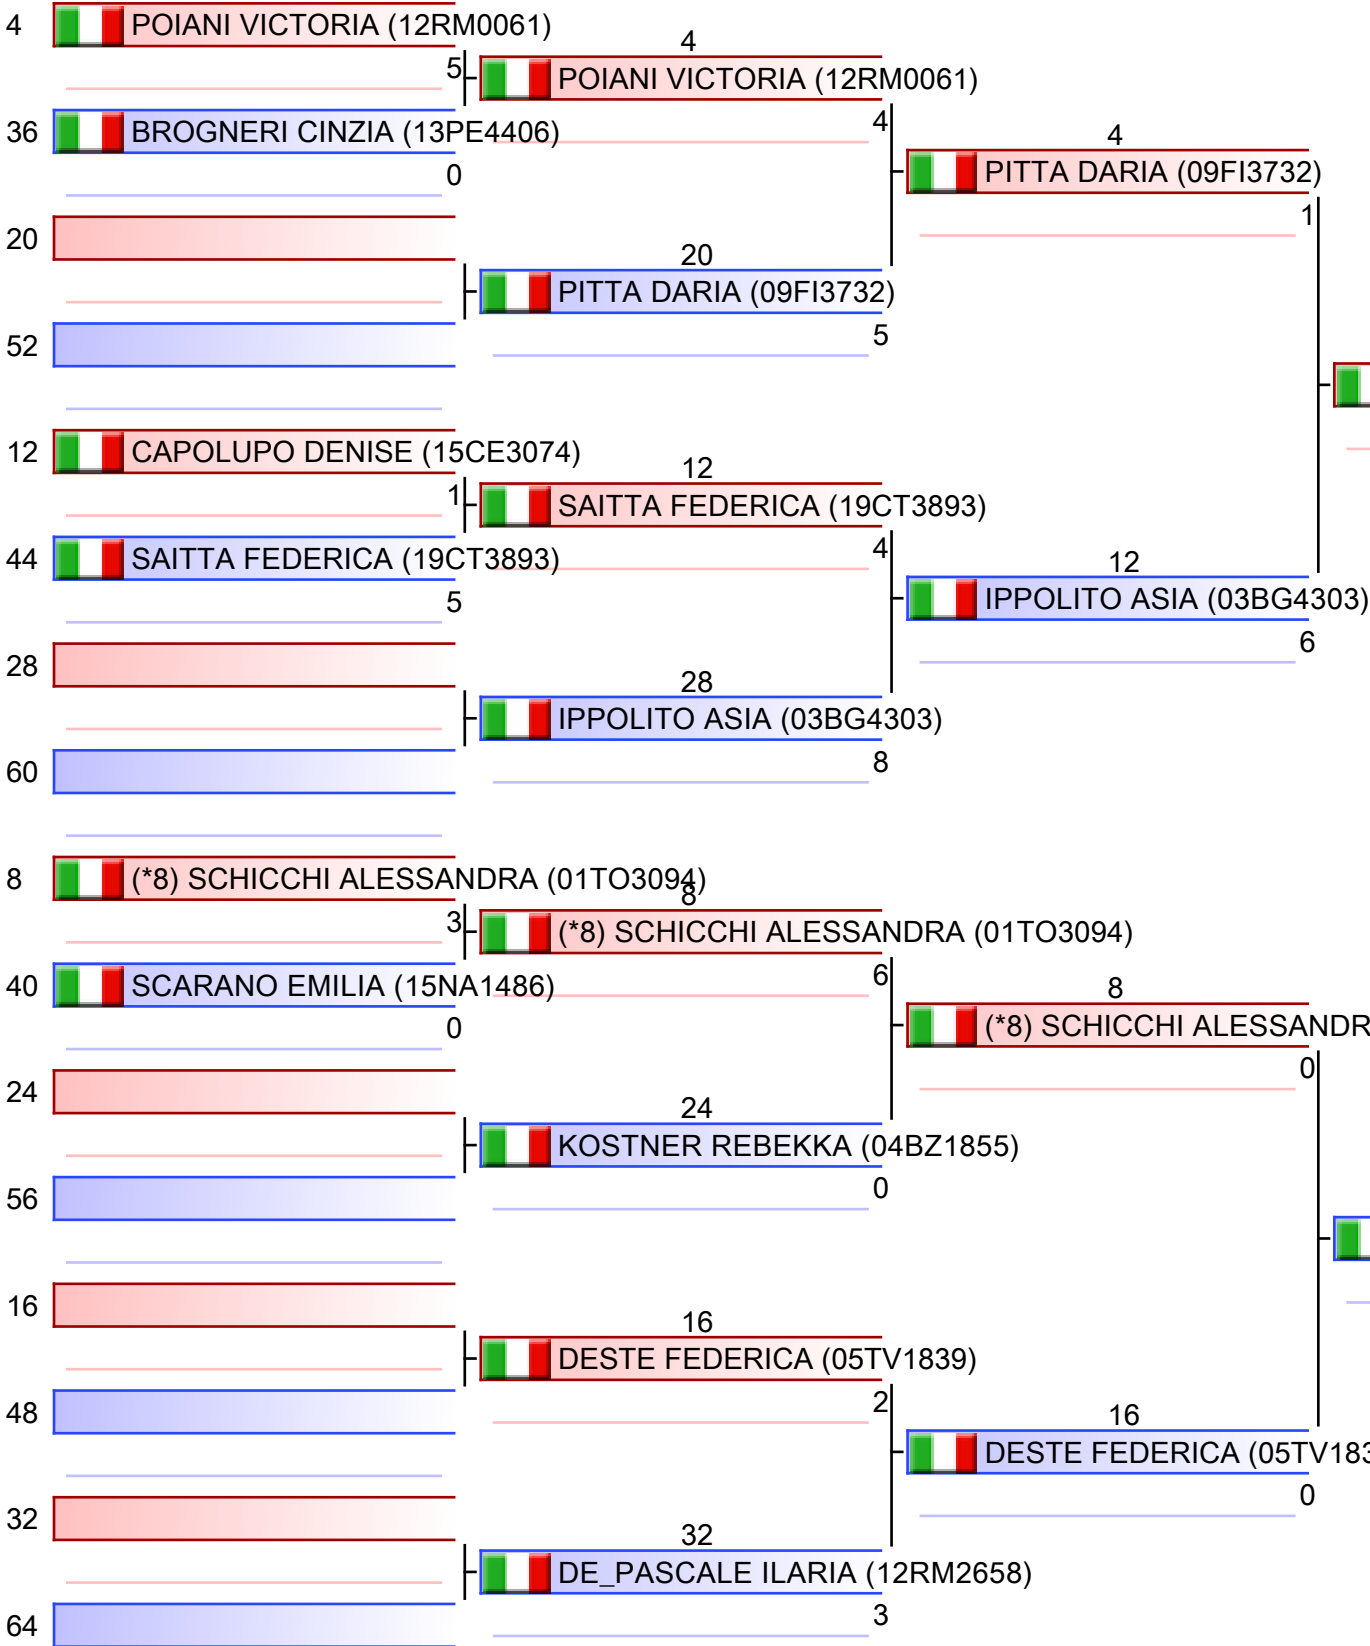 4 POIANI VICTORIA (12RM0061)
5
36 BROGNERI CINZIA (13PE4406)
0
20
52
12 CAPOLUPO DENISE (15CE3074)
1
44 SAITTA FEDERICA (19CT3893)
5
28
60
8 (*8) SCHICCHI ALESSANDRA (01TO3094)
3
40 SCARANO EMILIA (15NA1486)
0
24
56
16
48
32
64
4
POIANI VICTORIA (12RM0061)
4
20
PITTA DARIA (09FI3732)
5
12
SAITTA FEDERICA (19CT3893)
4
28
IPPOLITO ASIA (03BG4303)
8
8
(*8) SCHICCHI ALESSANDRA (01TO3094)
6
24
KOSTNER REBEKKA (04BZ1855)
0
16
DESTE FEDERICA (05TV1839)
2
32
DE_PASCALE ILARIA (12RM2658)
3
4
PITTA DARIA (09FI3732)
1
12
IPPOLITO ASIA (03BG4303)
6
8
(*8) SCHICCHI ALESSANDR
0
16
DESTE FEDERICA (05TV183
0